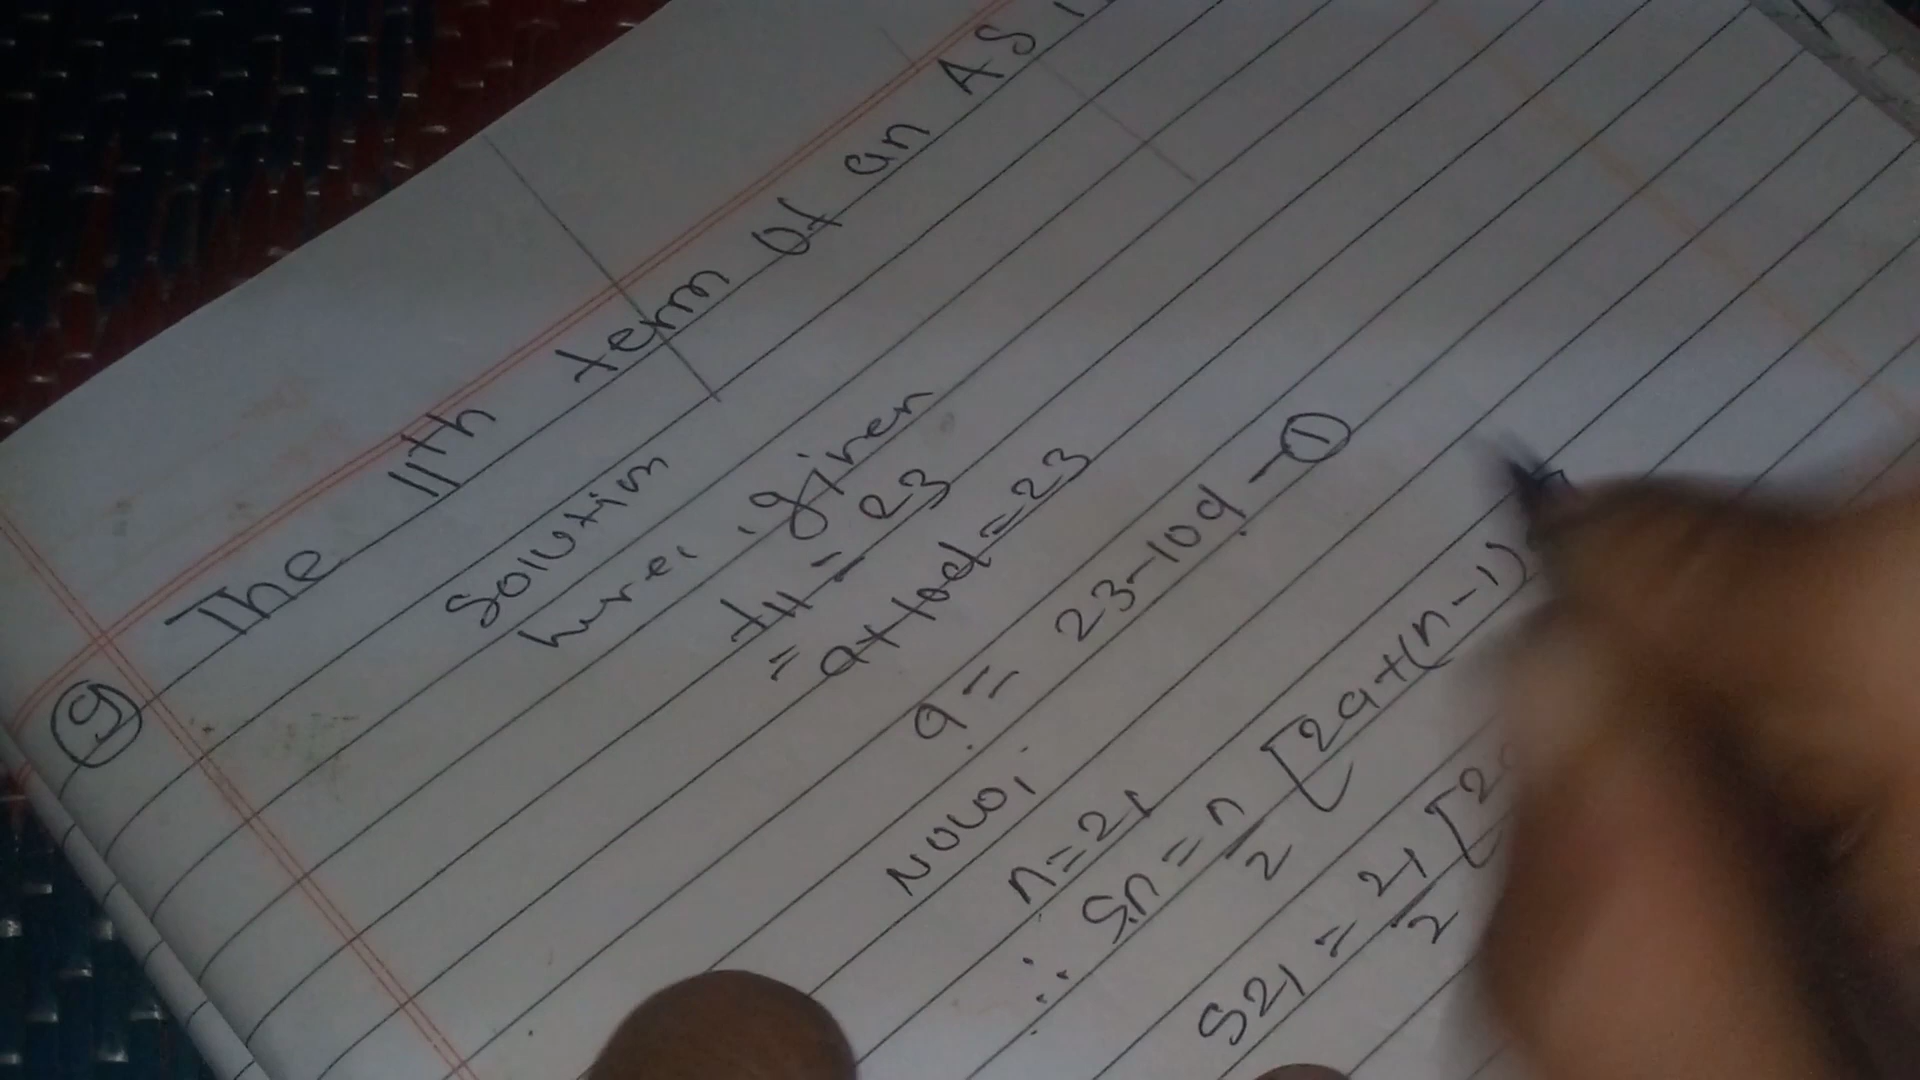 9 The 11th term of an AS
Solution
here, given
t11 = 23
= a+10d=23
a = 23-10d - 1
Now,
n=21
∴ Sn = n/2 [2a+(n-1)
S21 = 21/2 [2